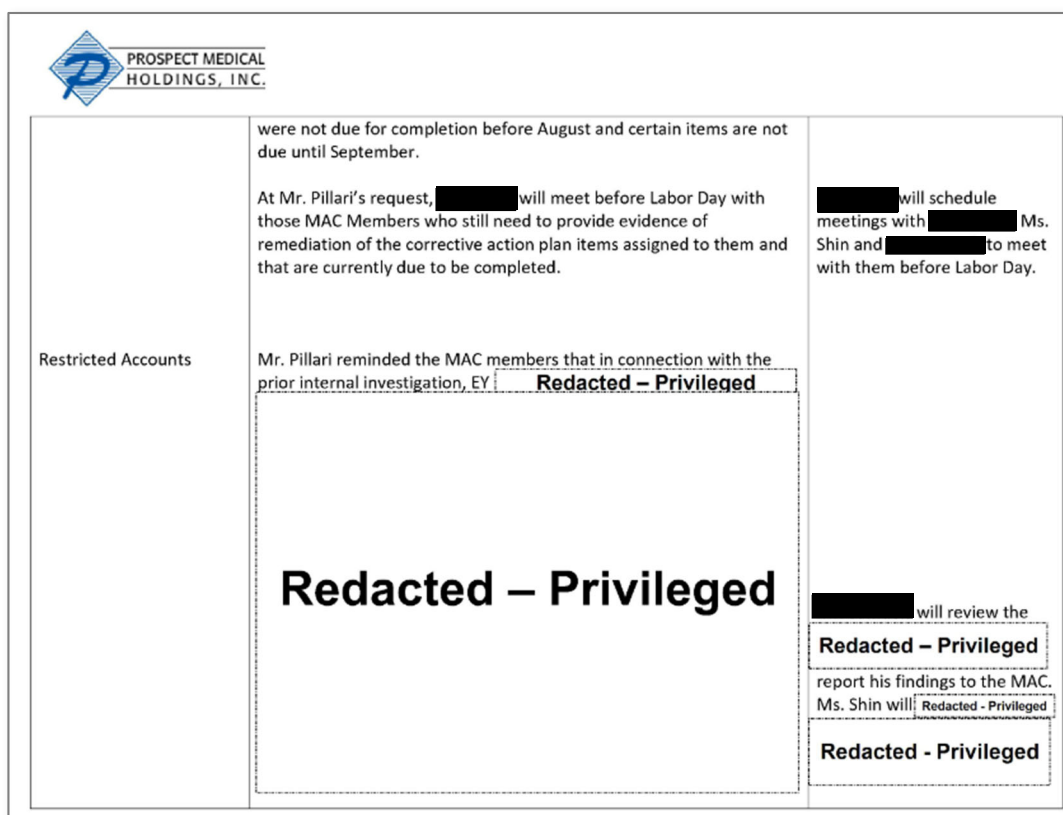 PROSPECT MEDICAL
HOLDINGS, INC.
were not due for completion before August and certain items are not
due until September.
At Mr. Pillari's request, will meet before Labor Day with
those MAC Members who still need to provide evidence of
remediation of the corrective action plan items assigned to them and
that are currently due to be completed.
will schedule
meetings with Ms.
Shin and to meet
with them before Labor Day.
Restricted Accounts
Mr. Pillari reminded the MAC members that in connection with the
prior internal investigation, EY Redacted – Privileged
Redacted – Privileged
will review the
Redacted – Privileged
report his findings to the MAC.
Ms. Shin will Redacted - Privileged
Redacted - Privileged